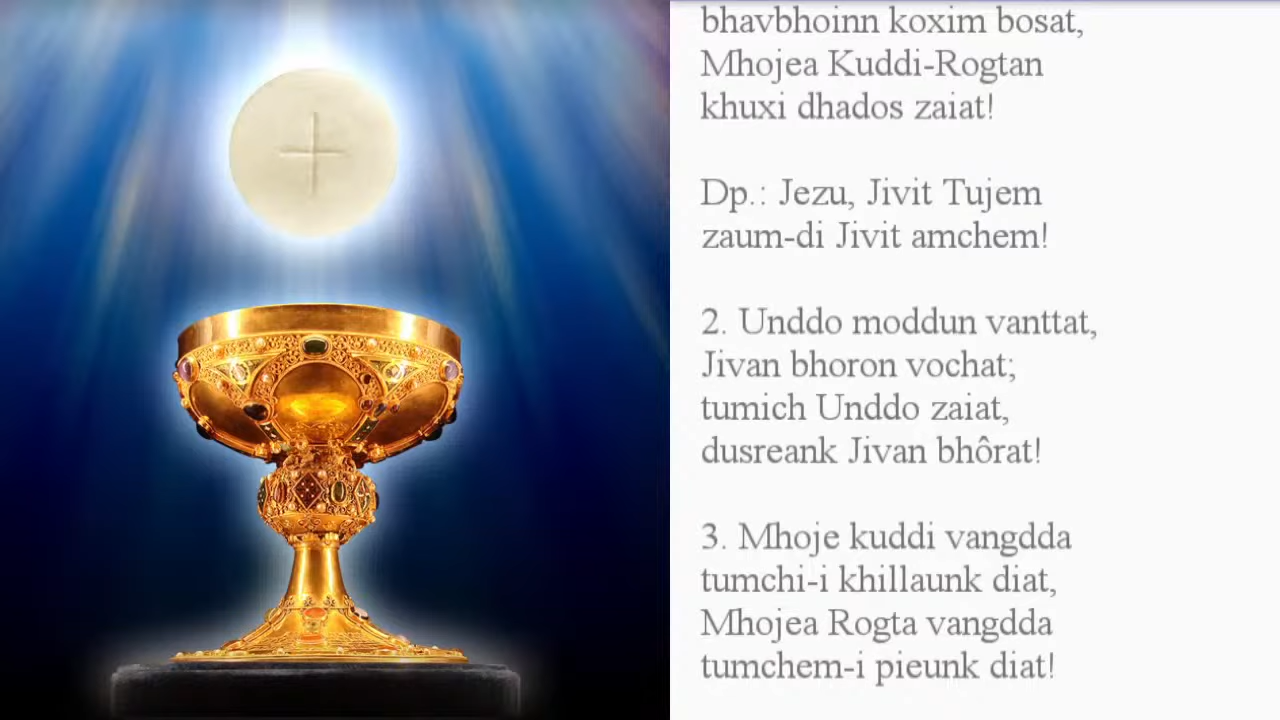 bhavbhoinn koxim bosat,
Mhojea Kuddi-Rogtan
khuxi dhados zaiat!
Dp.: Jezu, Jivit Tujem
zaum-di Jivit amchem!
2. Unddo moddun vanttat,
Jivan bhoron vochat;
tumich Unddo zaiat,
dusreank Jivan bhôrat!
3. Mhoje kuddi vangdda
tumchi-i khillaunk diat,
Mhojea Rogta vangdda
tumchem-i pieunk diat!